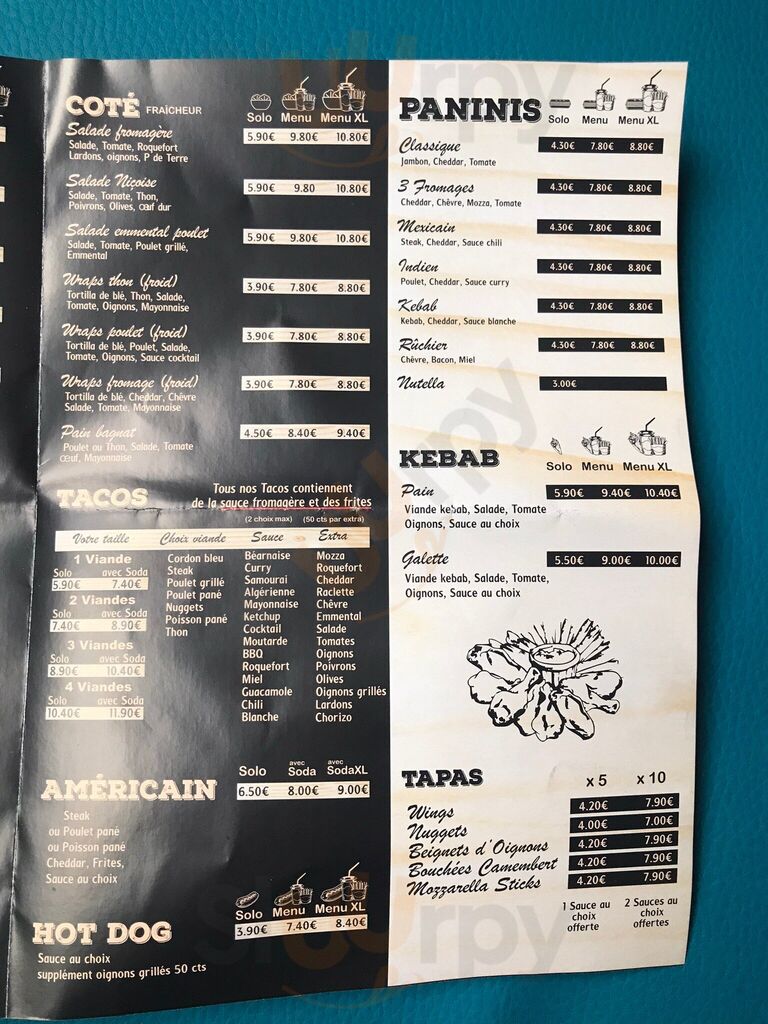 COTÉ FRAÎCHEUR
Solo Menu Menu XL
Salade fromagère 5.90€ 9.80€ 10.80€
Salade, Tomate, Roquefort
Lardons, oignons, P de Terre
Salade Niçoise 5.90€ 9.80 10.80€
Salade, Tomate, Thon,
Poivrons, Olives, œuf dur
Salade emmental poulet 5.90€ 9.80€ 10.80€
Salade, Tomate, Poulet grillé,
Emmental
Wraps thon (froid) 3.90€ 7.80€ 8.80€
Tortilla de blé, Thon, Salade,
Tomate, Oignons, Mayonnaise
Wraps poulet (froid) 3.90€ 7.80€ 8.80€
Tortilla de blé, Poulet, Salade,
Tomate, Oignons, Sauce cocktail
Wraps fromage (froid) 3.90€ 7.80€ 8.80€
Tortilla de blé, Cheddar, Chévre
Salade, Tomate, Mayonnaise
Pain bagnat 4.50€ 8.40€ 9.40€
Poulet ou Thon, Salade, Tomate
Oeuf, Mayonnaise
TACOS
Tous nos Tacos contiennent
de la sauce fromagère et des frites
(2 choix max) (50 cts par extra)
Votre taille Choix viande Sauce Extra
1 Viande
Solo avec Soda
5.90€ 7.40€
2 Viandes
Solo avec Soda
7.40€ 8.90€
3 Viandes
Solo avec Soda
8.90€ 10.40€
4 Viandes
Solo avec Soda
10.40€ 11.90€
Cordon bleu
Steak
Poulet grillé
Poulet pané
Nuggets
Poisson pané
Thon
Béarnaise
Curry
Samourai
Algérienne
Mayonnaise
Ketchup
Cocktail
Moutarde
BBQ
Roquefort
Miel
Guacamole
Chili
Blanche
Mozza
Roquefort
Cheddar
Raclette
Chèvre
Emmental
Salade
Tomates
Oignons
Poivrons
Olives
Oignons grillés
Lardons
Chorizo
AMÉRICAIN
Solo avec Soda avec SodaXL
6.50€ 8.00€ 9.00€
Steak
ou Poulet pané
ou Poisson pané
Cheddar, Frites,
Sauce au choix
HOT DOG
Solo Menu Menu XL
3.90€ 7.40€ 8.40€
Sauce au choix
supplément oignons grillés 50 cts
PANINIS
Solo Menu Menu XL
Classique 4.30€ 7.80€ 8.80€
Jambon, Cheddar, Tomate
3 Fromages 4.30€ 7.80€ 8.80€
Cheddar, Chêvre, Mozza, Tomate
Mexicain 4.30€ 7.80€ 8.80€
Steak, Cheddar, Sauce chili
Indien 4.30€ 7.80€ 8.80€
Poulet, Cheddar, Sauce curry
Kebab 4.30€ 7.80€ 8.80€
Kebab, Cheddar, Sauce blanche
Rûchier 4.30€ 7.80€ 8.80€
Chêvre, Bacon, Miel
Nutella 3.00€
KEBAB
Solo Menu Menu XL
Pain 5.90€ 9.40€ 10.40€
Viande kebab, Salade, Tomate
Oignons, Sauce au choix
Galette 5.50€ 9.00€ 10.00€
Viande kebab, Salade, Tomate,
Oignons, Sauce au choix
TAPAS
x 5 x 10
Wings 4.20€ 7.90€
Nuggets 4.00€ 7.00€
Beignets d'Oignons 4.20€ 7.90€
Bouchées Camembert 4.20€ 7.90€
Mozzarella Sticks 4.20€ 7.90€
1 Sauce au
choix
offerte
2 Sauces au
choix
offertes